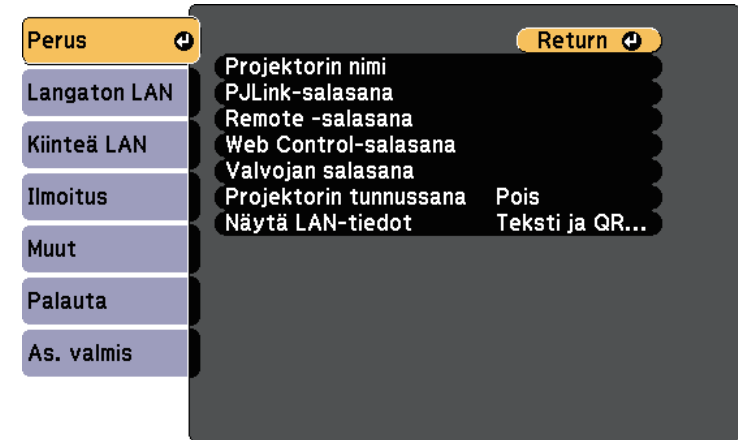 Perus
Langaton LAN
Kiinteä LAN
Ilmoitus
Muut
Palauta
As. valmis
Return
Projektorin nimi
PJLink-salasana
Remote -salasana
Web Control-salasana
Valvojan salasana
Projektorin tunnussana Pois
Näytä LAN-tiedot Teksti ja QR...